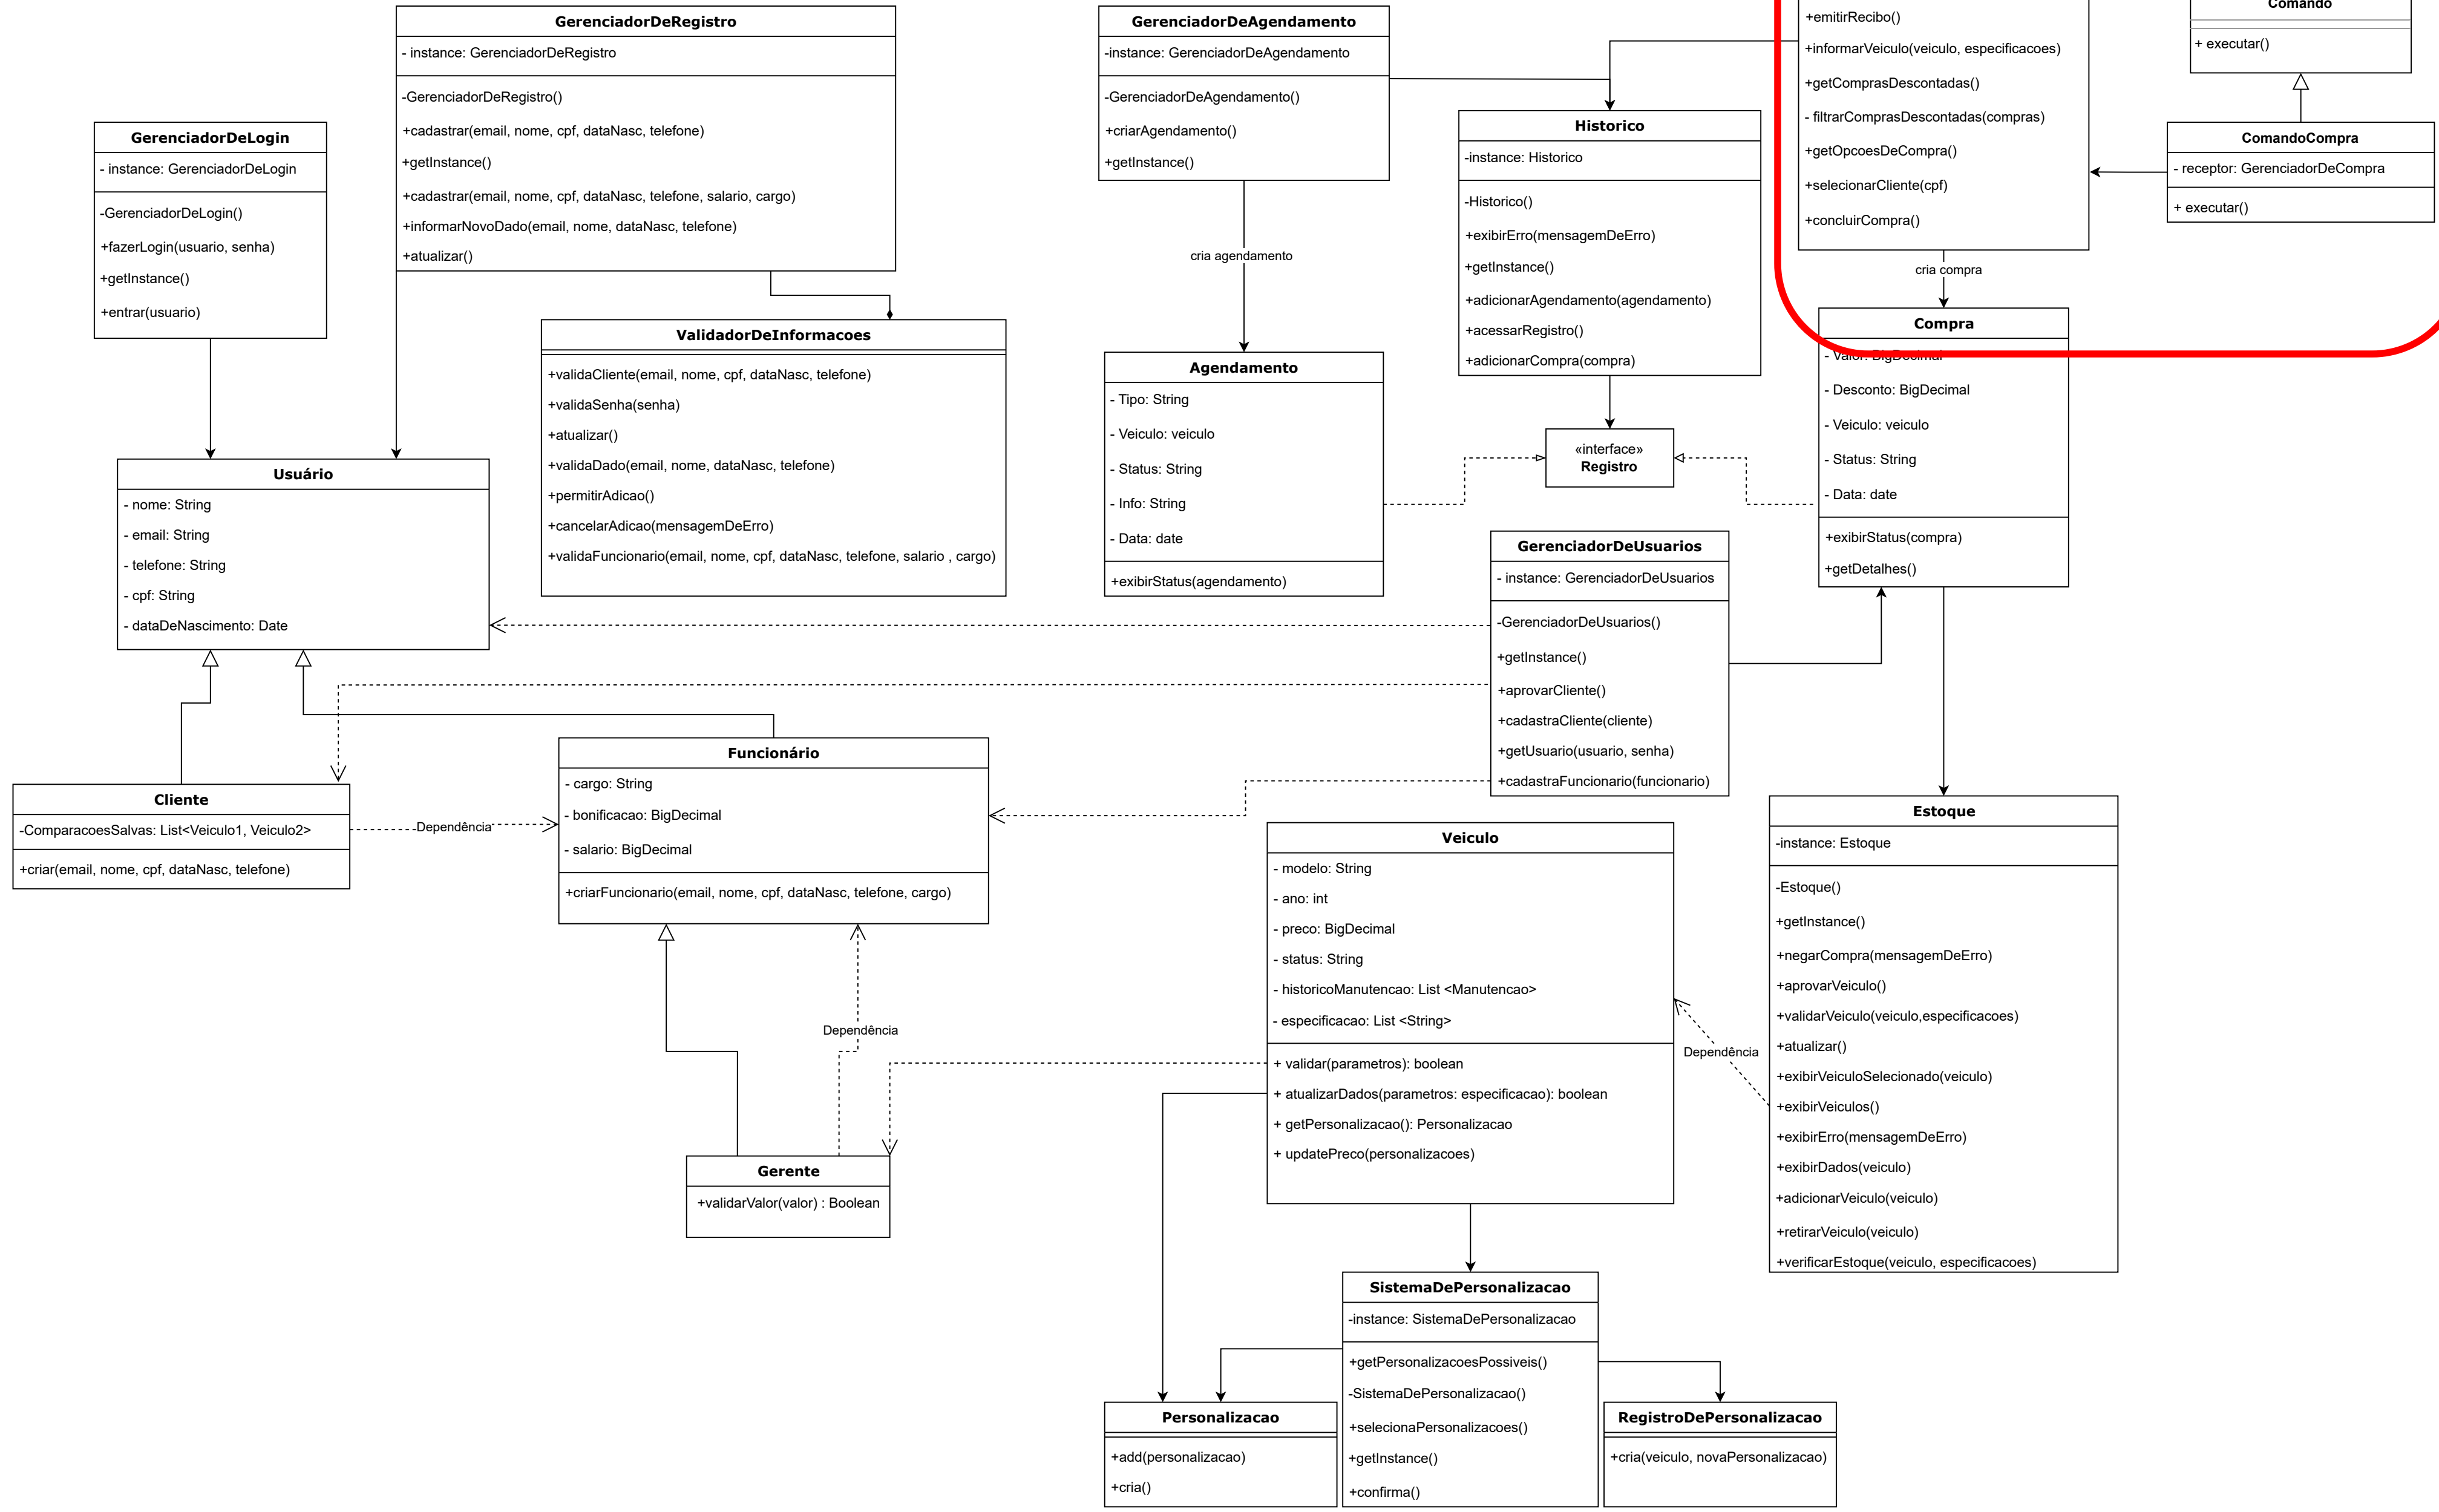 GerenciadorDeRegistro
- instance: GerenciadorDeRegistro
-GerenciadorDeRegistro()
+cadastrar(email, nome, cpf, dataNasc, telefone)
+getInstance()
+cadastrar(email, nome, cpf, dataNasc, telefone, salario, cargo)
+informarNovoDado(email, nome, dataNasc, telefone)
+atualizar()
GerenciadorDeAgendamento
-instance: GerenciadorDeAgendamento
-GerenciadorDeAgendamento()
+criarAgendamento()
+getInstance()
+emitirRecibo()
+informarVeiculo(veiculo, especificacoes)
+getComprasDescontadas()
- filtrarComprasDescontadas(compras)
+getOpcoesDeCompra()
+selecionarCliente(cpf)
+concluirCompra()
Comando
+ executar()
ComandoCompra
- receptor: GerenciadorDeCompra
+ executar()
GerenciadorDeLogin
- instance: GerenciadorDeLogin
-GerenciadorDeLogin()
+fazerLogin(usuario, senha)
+getInstance()
+entrar(usuario)
Historico
-instance: Historico
-Historico()
+exibirErro(mensagemDeErro)
+getInstance()
+adicionarAgendamento(agendamento)
+acessarRegistro()
+adicionarCompra(compra)
cria agendamento
cria compra
ValidadorDeInformacoes
+validaCliente(email, nome, cpf, dataNasc, telefone)
+validaSenha(senha)
+atualizar()
+validaDado(email, nome, dataNasc, telefone)
+permitirAdicao()
+cancelarAdicao(mensagemDeErro)
+validaFuncionario(email, nome, cpf, dataNasc, telefone, salario , cargo)
Agendamento
- Tipo: String
- Veiculo: veiculo
- Status: String
- Info: String
- Data: date
+exibirStatus(agendamento)
«interface»
Registro
Compra
- Valor: BigDecimal
- Desconto: BigDecimal
- Veiculo: veiculo
- Status: String
- Data: date
+exibirStatus(compra)
+getDetalhes()
Usuário
- nome: String
- email: String
- telefone: String
- cpf: String
- dataDeNascimento: Date
GerenciadorDeUsuarios
- instance: GerenciadorDeUsuarios
-GerenciadorDeUsuarios()
+getInstance()
+aprovarCliente()
+cadastraCliente(cliente)
+getUsuario(usuario, senha)
+cadastraFuncionario(funcionario)
Cliente
-ComparacoesSalvas: List<Veiculo1, Veiculo2>
+criar(email, nome, cpf, dataNasc, telefone)
Dependência
Funcionário
- cargo: String
- bonificacao: BigDecimal
- salario: BigDecimal
+criarFuncionario(email, nome, cpf, dataNasc, telefone, cargo)
Dependência
Veiculo
- modelo: String
- ano: int
- preco: BigDecimal
- status: String
- historicoManutencao: List <Manutencao>
- especificacao: List <String>
+ validar(parametros): boolean
+ atualizarDados(parametros: especificacao): boolean
+ getPersonalizacao(): Personalizacao
+ updatePreco(personalizacoes)
Dependência
Estoque
-instance: Estoque
-Estoque()
+getInstance()
+negarCompra(mensagemDeErro)
+aprovarVeiculo()
+validarVeiculo(veiculo,especificacoes)
+atualizar()
+exibirVeiculoSelecionado(veiculo)
+exibirVeiculos()
+exibirErro(mensagemDeErro)
+exibirDados(veiculo)
+adicionarVeiculo(veiculo)
+retirarVeiculo(veiculo)
+verificarEstoque(veiculo, especificacoes)
Gerente
+validarValor(valor) : Boolean
SistemaDePersonalizacao
-instance: SistemaDePersonalizacao
+getPersonalizacoesPossiveis()
-SistemaDePersonalizacao()
+selecionaPersonalizacoes()
+getInstance()
+confirma()
Personalizacao
+add(personalizacao)
+cria()
RegistroDePersonalizacao
+cria(veiculo, novaPersonalizacao)